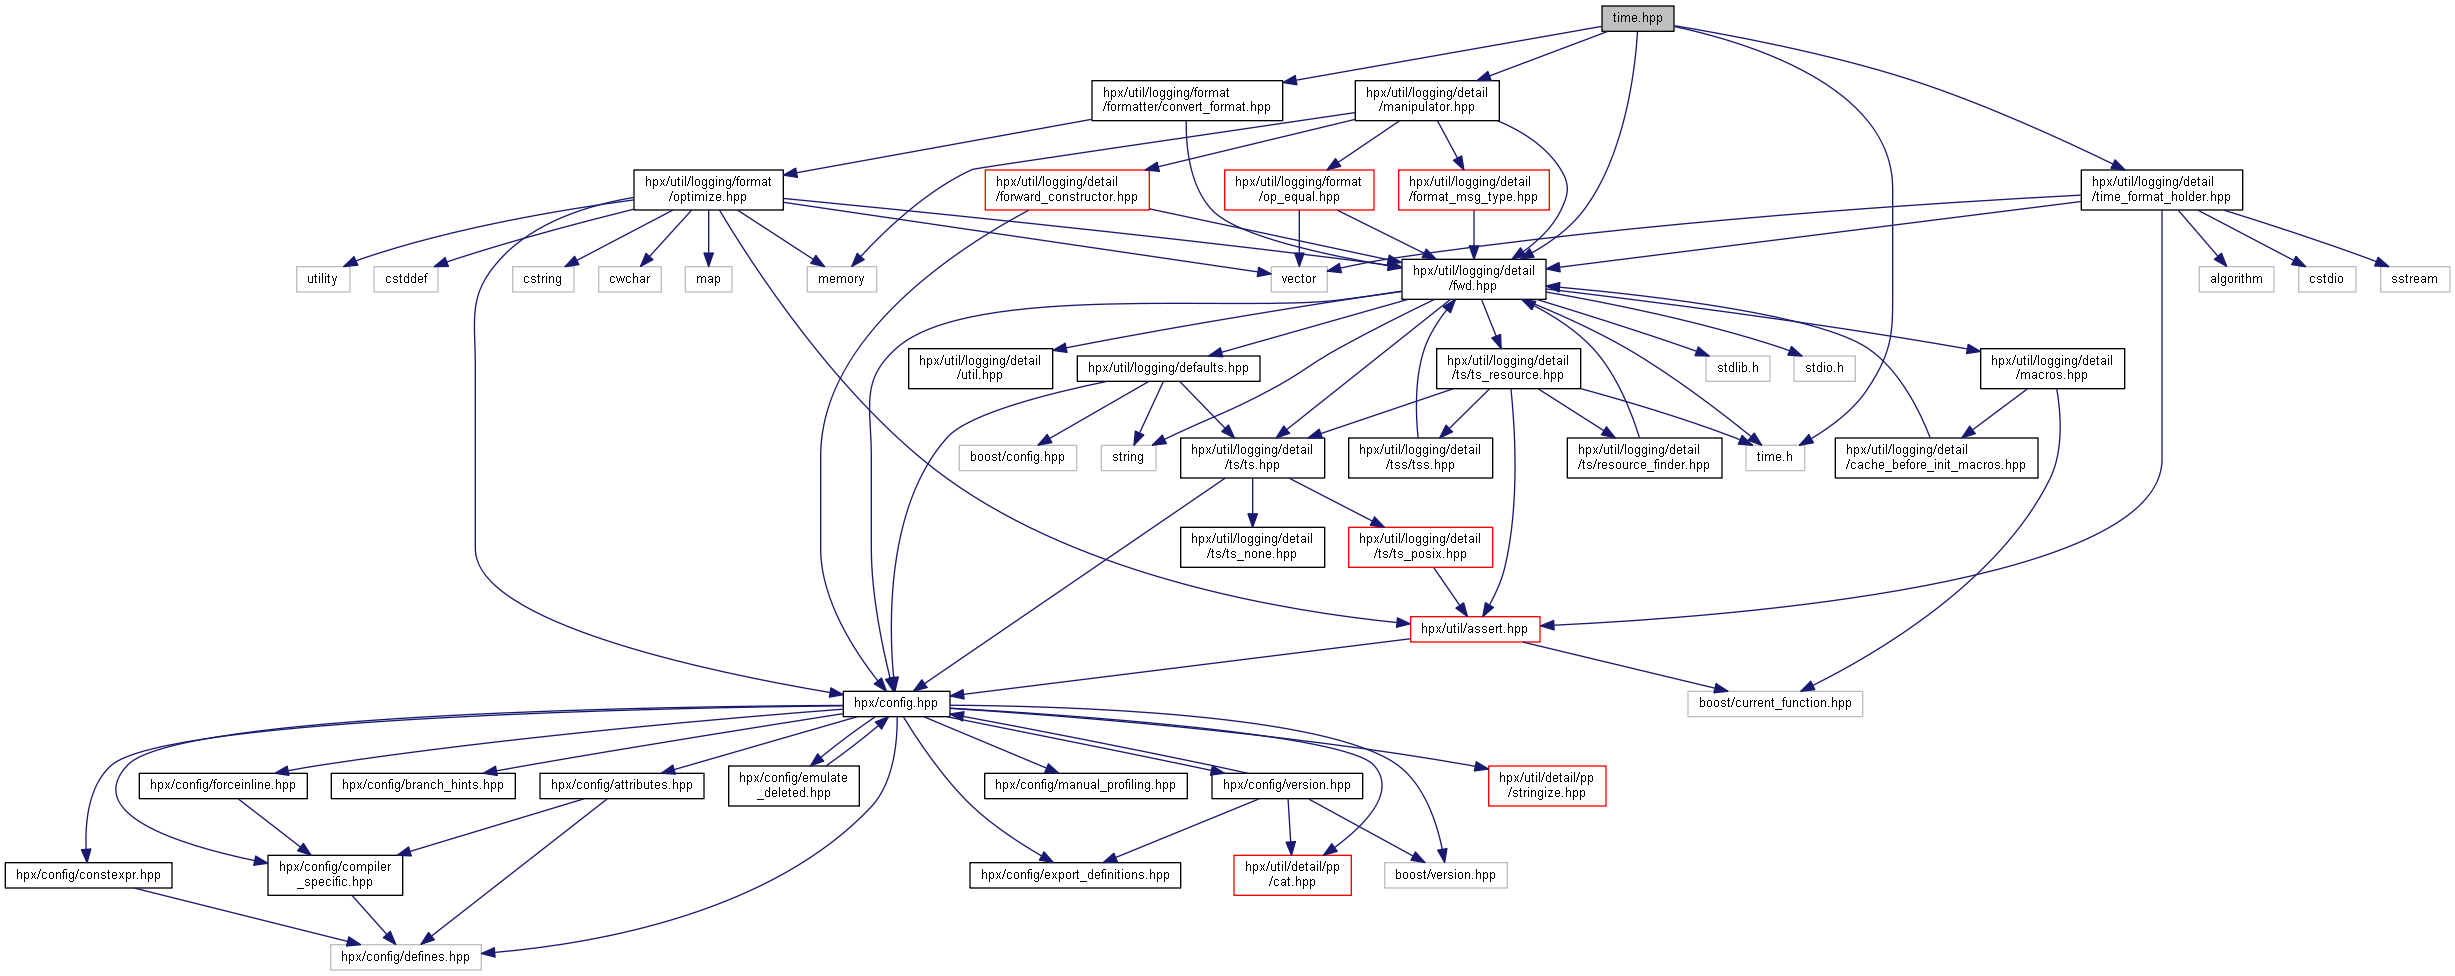 time.hpp
hpx/util/logging/format
/formatter/convert_format.hpp
hpx/util/logging/detail
/manipulator.hpp
hpx/util/logging/format
/optimize.hpp
hpx/util/logging/detail
/forward_constructor.hpp
hpx/util/logging/format
/op_equal.hpp
hpx/util/logging/detail
/format_msg_type.hpp
hpx/util/logging/detail
/time_format_holder.hpp
utility
cstddef
cstring
cwchar
map
memory
vector
hpx/util/logging/detail
/fwd.hpp
algorithm
cstdio
sstream
hpx/util/logging/detail
/util.hpp
hpx/util/logging/defaults.hpp
hpx/util/logging/detail
/ts/ts_resource.hpp
stdlib.h
stdio.h
hpx/util/logging/detail
/macros.hpp
boost/config.hpp
string
hpx/util/logging/detail
/ts/ts.hpp
hpx/util/logging/detail
/tss/tss.hpp
hpx/util/logging/detail
/ts/resource_finder.hpp
time.h
hpx/util/logging/detail
/cache_before_init_macros.hpp
hpx/util/logging/detail
/ts/ts_none.hpp
hpx/util/logging/detail
/ts/ts_posix.hpp
hpx/util/assert.hpp
hpx/config.hpp
boost/current_function.hpp
hpx/config/forceinline.hpp
hpx/config/branch_hints.hpp
hpx/config/attributes.hpp
hpx/config/emulate
_deleted.hpp
hpx/config/manual_profiling.hpp
hpx/config/version.hpp
hpx/util/detail/pp
/stringize.hpp
hpx/config/constexpr.hpp
hpx/config/compiler
_specific.hpp
hpx/config/export_definitions.hpp
hpx/util/detail/pp
/cat.hpp
boost/version.hpp
hpx/config/defines.hpp